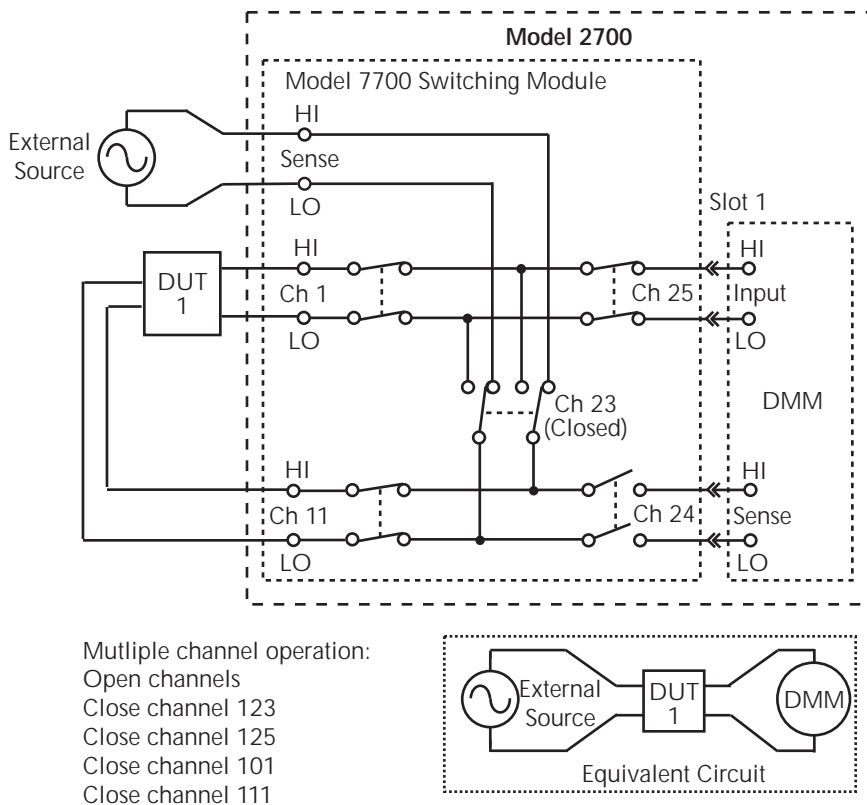 Model 2700
Model 7700 Switching Module
HI
External
Source
Sense
LO
Slot 1
HI
HI
DUT
1
Ch 1
Ch 25
Input
LO
LO
Ch 23
(Closed)
DMM
HI
HI
Ch 11
Ch 24
Sense
LO
LO
Mutliple channel operation:
Open channels
Close channel 123
Close channel 125
Close channel 101
Close channel 111
External
Source
DUT
1
DMM
Equivalent Circuit